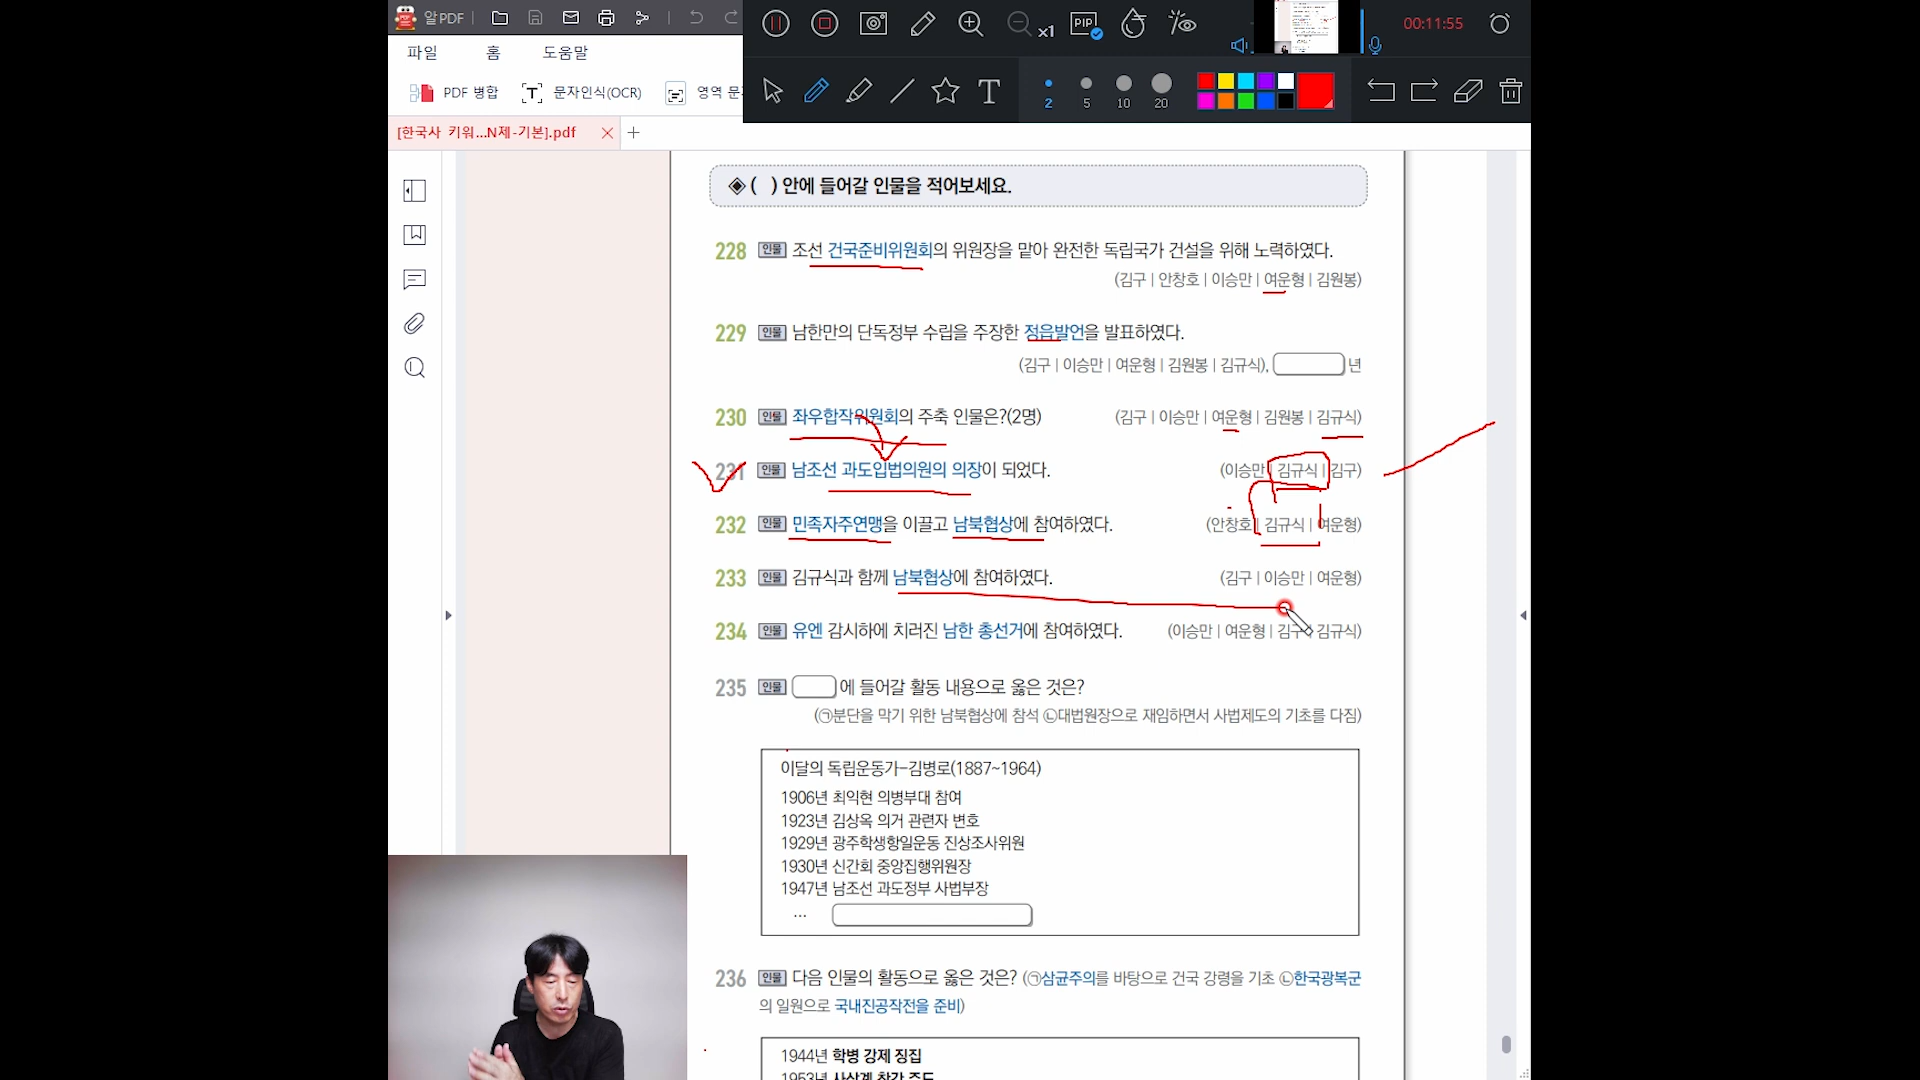 알PDF
00:11:55
x1
PIP
파일 홈 도움말
PDF 병합 문자인식(OCR) 영역 문
T
2 5 10 20
[한국사 키워...N제-기본].pdf
◈ ( ) 안에 들어갈 인물을 적어보세요.
228 인물 조선 건국준비위원회의 위원장을 맡아 완전한 독립국가 건설을 위해 노력하였다.
(김구 | 안창호 | 이승만 | 여운형 | 김원봉)
229 인물 남한만의 단독정부 수립을 주장한 정읍발언을 발표하였다.
(김구 | 이승만 | 여운형 | 김원봉 | 김규식), 년
230 인물 좌우합작위원회의 주축 인물은?(2명) (김구 | 이승만 | 여운형 | 김원봉 | 김규식)
231 인물 남조선 과도입법의원의 의장이 되었다. (이승만 | 김규식 | 김구)
232 인물 민족자주연맹을 이끌고 남북협상에 참여하였다. (안창호 | 김규식 | 여운형)
233 인물 김규식과 함께 남북협상에 참여하였다. (김구 | 이승만 | 여운형)
234 인물 유엔 감시하에 치러진 남한 총선거에 참여하였다. (이승만 | 여운형 | 김구 | 김규식)
235 인물 에 들어갈 활동 내용으로 옳은 것은?
(㉠분단을 막기 위한 남북협상에 참석 ㉡대법원장으로 재임하면서 사법제도의 기초를 다짐)
이달의 독립운동가-김병로(1887~1964)
1906년 최익현 의병부대 참여
1923년 김상옥 의거 관련자 변호
1929년 광주학생항일운동 진상조사위원
1930년 신간회 중앙집행위원장
1947년 남조선 과도정부 사법부장
…
236 인물 다음 인물의 활동으로 옳은 것은? (㉠삼균주의를 바탕으로 건국 강령을 기초 ㉡한국광복군
의 일원으로 국내진공작전을 준비)
1944년 학병 강제 징집
1953년 사상계 창간 주도